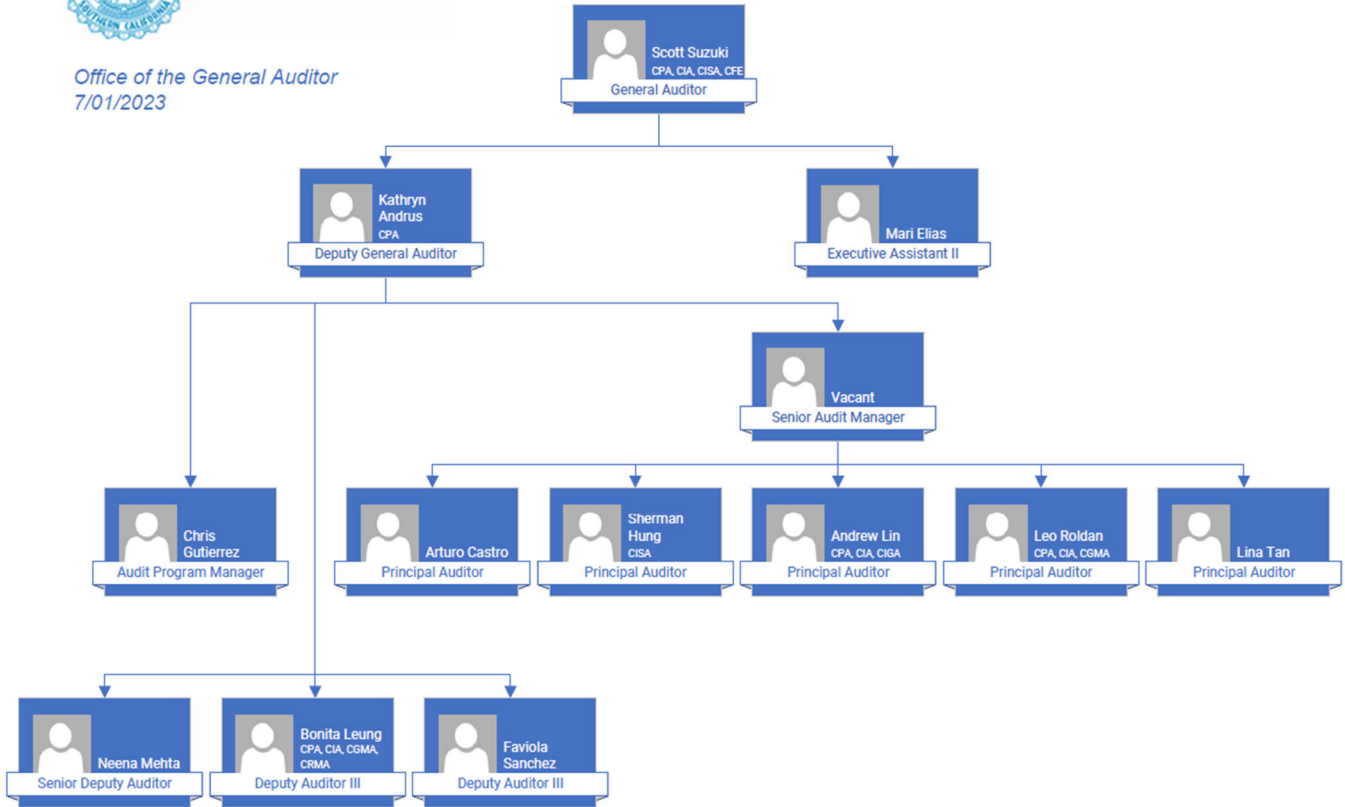 SOUTHERN CALIFORNIA
Office of the General Auditor
7/01/2023
Scott Suzuki
CPA, CIA, CISA, CFE
General Auditor
Kathryn
Andrus
CPA
Deputy General Auditor
Mari Elias
Executive Assistant II
Vacant
Senior Audit Manager
Chris
Gutierrez
Audit Program Manager
Arturo Castro
Principal Auditor
Sherman
Hung
CISA
Principal Auditor
Andrew Lin
CPA, CIA, CIGA
Principal Auditor
Leo Roldan
CPA, CIA, CGMA
Principal Auditor
Lina Tan
Principal Auditor
Neena Mehta
Senior Deputy Auditor
Bonita Leung
CPA, CIA, CGMA,
CRMA
Deputy Auditor III
Faviola
Sanchez
Deputy Auditor III